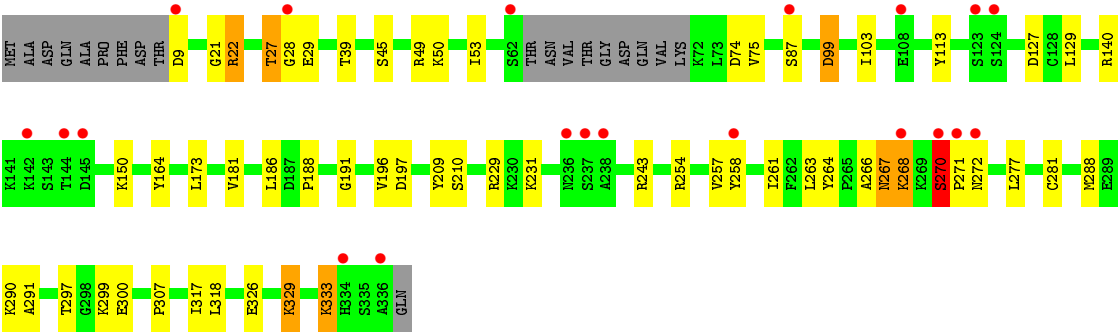 MET ALA ASP GLN ALA PRO PHE ASP THR D9 G21 R22 T27 G28 E29 T39 S45 R49 K50 I53 S62 THR ASN VAL THR GLY ASP GLN VAL LYS K72 L73 D74 V75 S87 D99 I103 E108 Y113 S123 S124 D127 C128 L129 R140
K141 K142 S143 T144 D145 K150 Y164 L173 V181 L186 D187 P188 G191 V196 D197 Y209 S210 R229 K230 K231 N236 S237 A238 R243 R254 V257 Y258 I261 F262 L263 Y264 P265 A266 N267 K268 K269 S270 P271 N272 L277 C281 M288 E289
K290 A291 T297 G298 K299 E300 P307 I317 L318 E326 K329 K333 H334 S335 A336 GLN